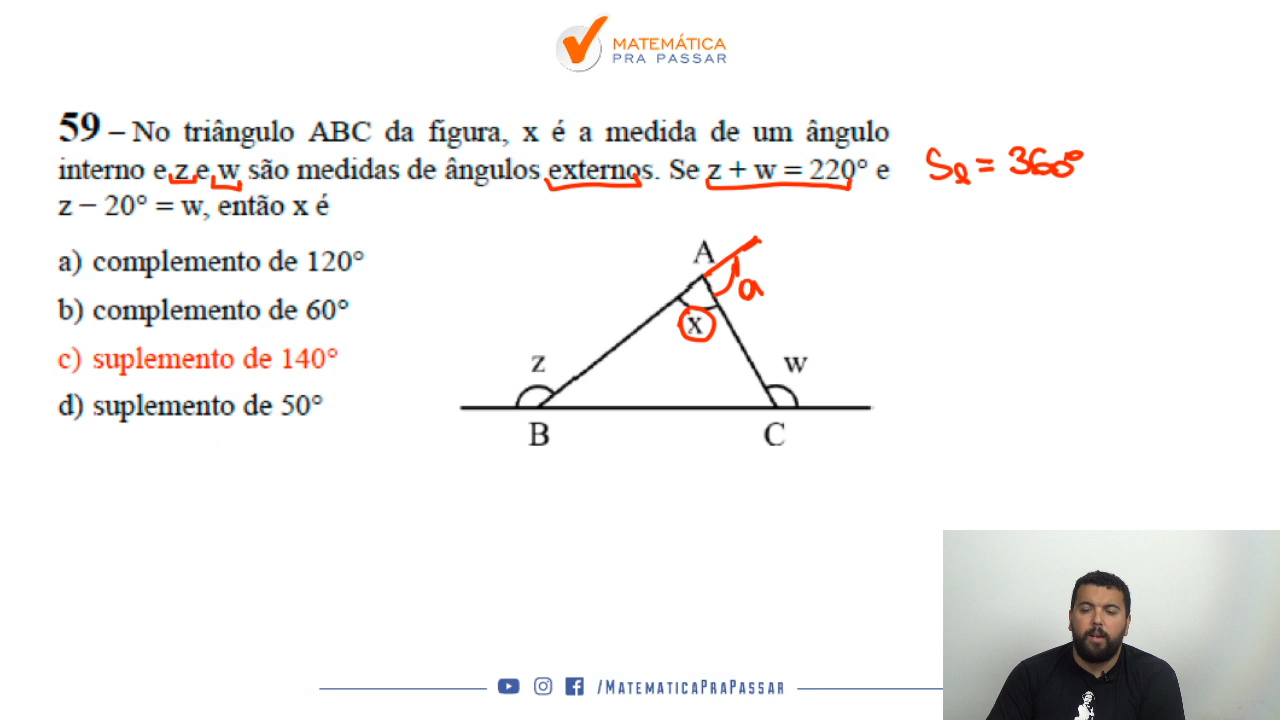 MATEMÁTICA
PRA PASSAR
59 – No triângulo ABC da figura, x é a medida de um ângulo
interno e z e w são medidas de ângulos externos. Se z + w = 220° e
z − 20° = w, então x é
Se = 360°
a) complemento de 120°
b) complemento de 60°
c) suplemento de 140°
d) suplemento de 50°
A
a
x
z
w
B
C
/MatematicaPraPassar